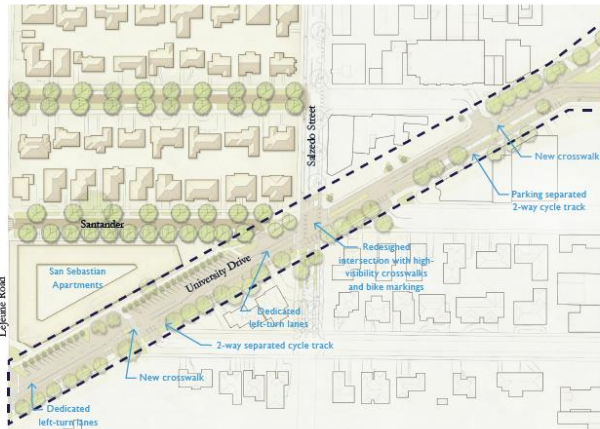 Salzedo Street
New crosswalk
Parking separated
2-way cycle track
Santander
Redesigned
intersection with high-
visibility crosswalks
and bike markings
San Sebastian
Apartments
University Drive
LeJeune Road
Dedicated
left-turn lanes
2-way separated cycle track
New crosswalk
Dedicated
left-turn lanes